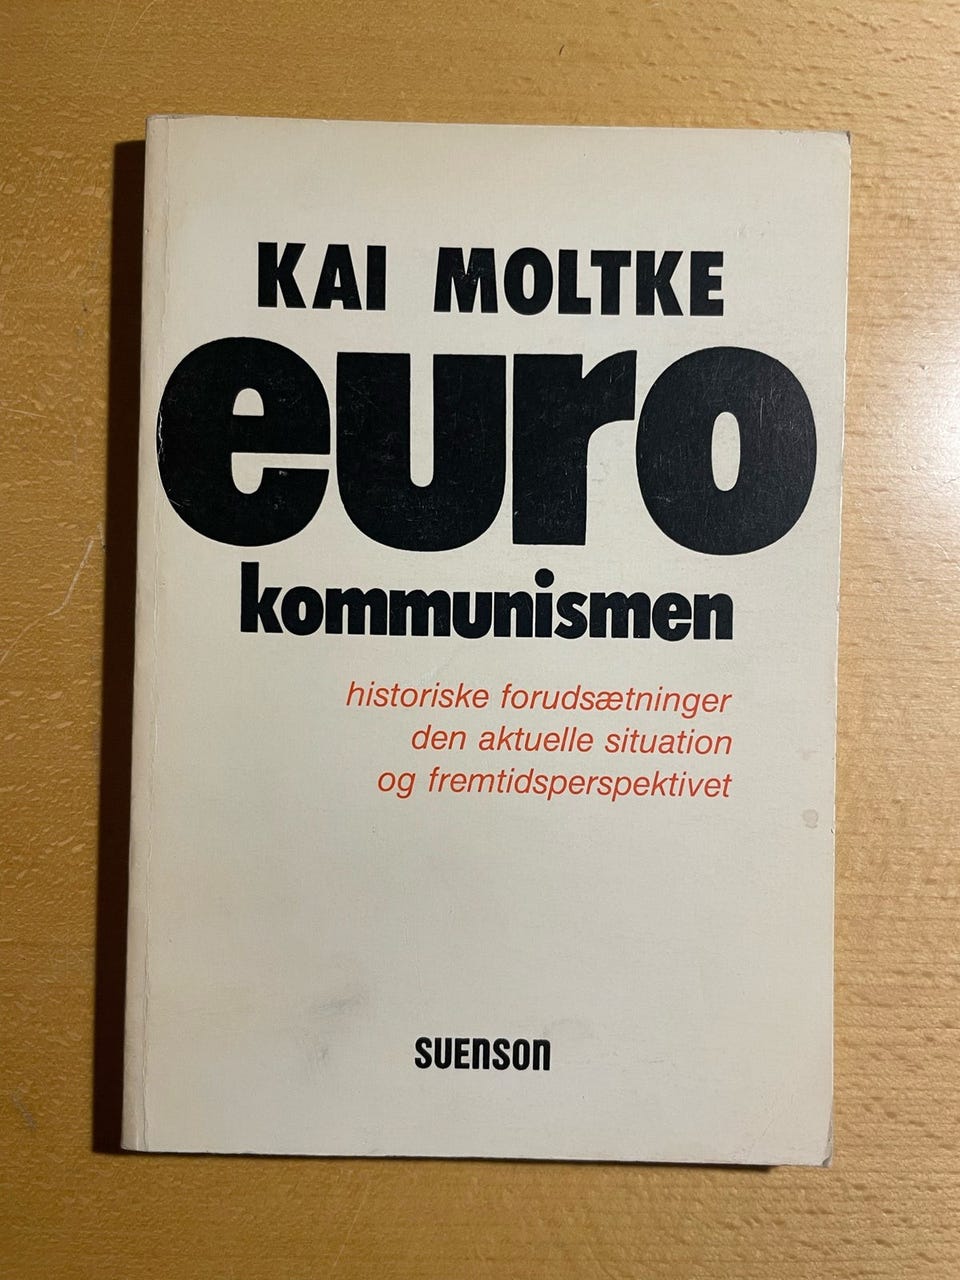 KAI MOLTKE
euro
kommunismen
historiske forudsætninger
den aktuelle situation
og fremtidsperspektivet
SUENSON